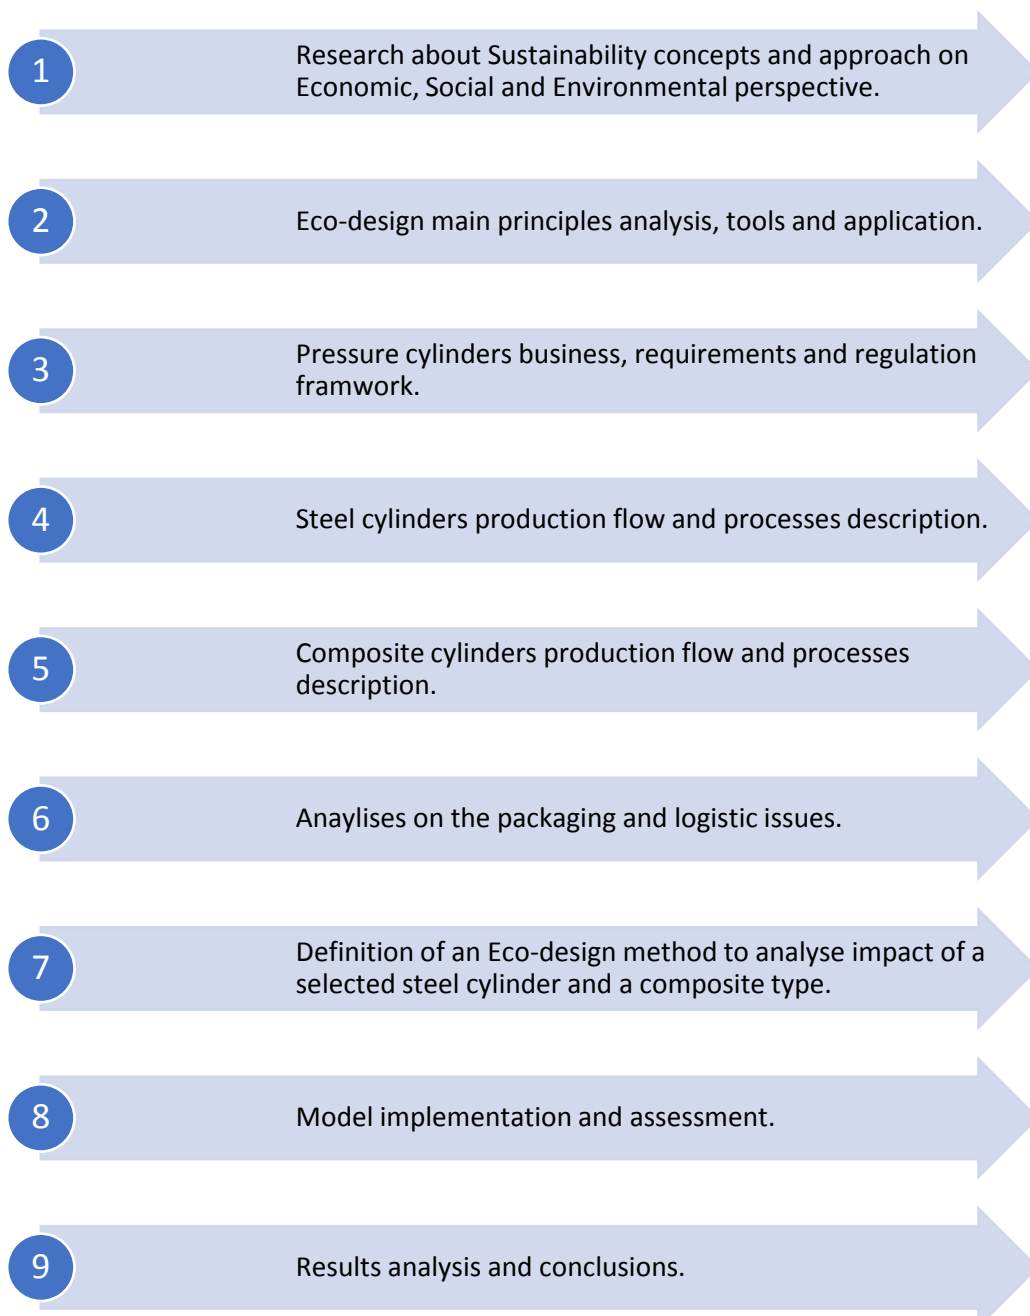 1
Research about Sustainability concepts and approach on
Economic, Social and Environmental perspective.
2
Eco-design main principles analysis, tools and application.
3
Pressure cylinders business, requirements and regulation
framwork.
4
Steel cylinders production flow and processes description.
5
Composite cylinders production flow and processes
description.
6
Anaylises on the packaging and logistic issues.
7
Definition of an Eco-design method to analyse impact of a
selected steel cylinder and a composite type.
8
Model implementation and assessment.
9
Results analysis and conclusions.